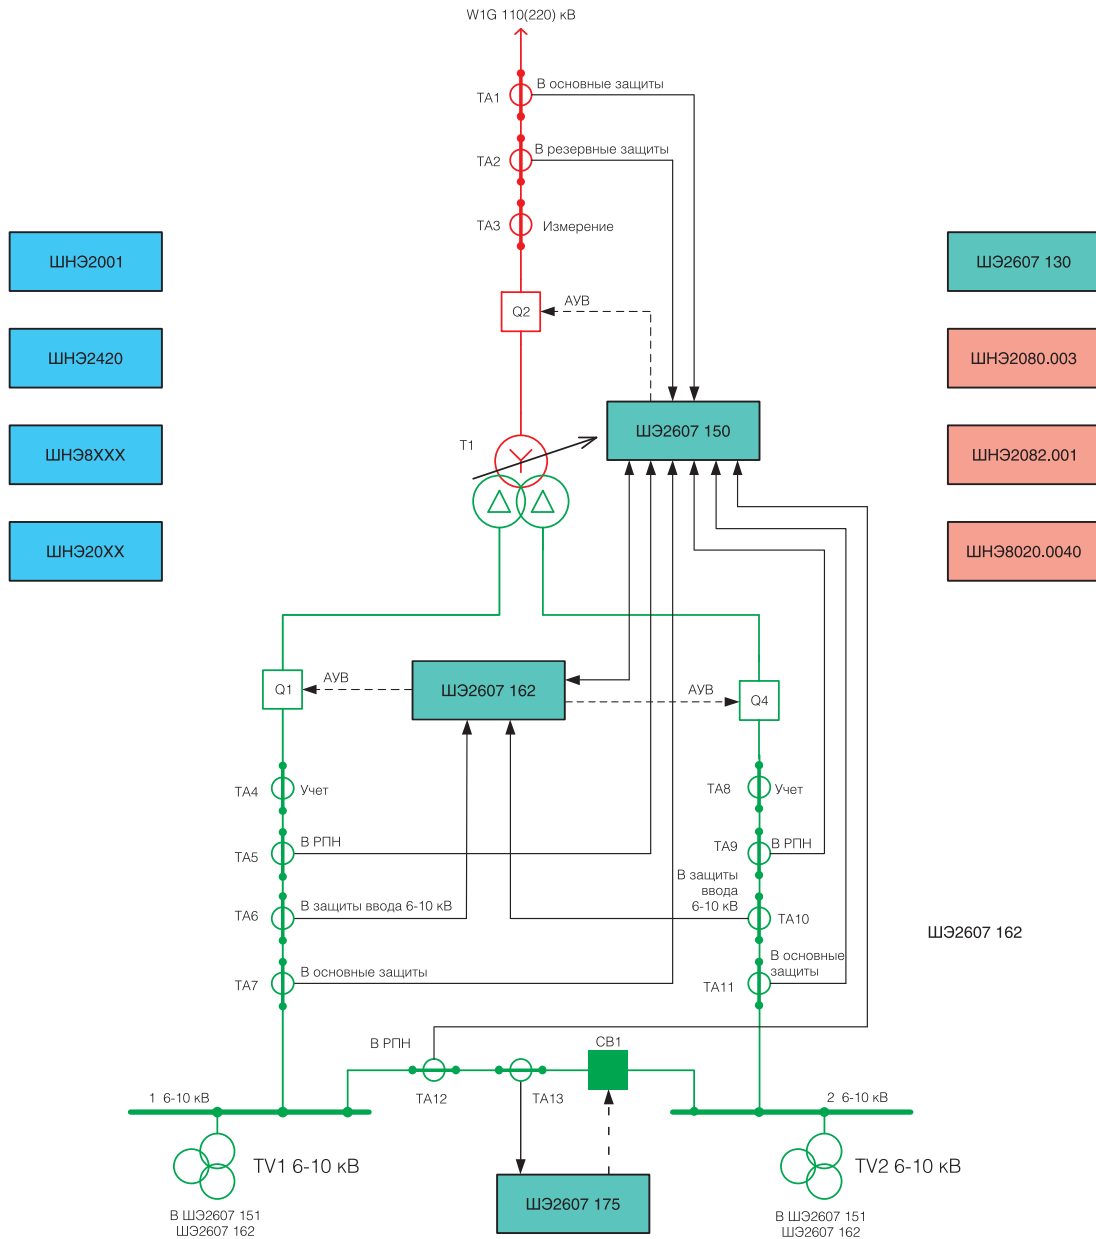 W1G 110(220) кВ
TA1
В основные защиты
TA2
В резервные защиты
TA3
Измерение
ШНЭ2001
ШЭ2607 130
Q2
АУВ
ШНЭ2420
ШНЭ2080.003
ШЭ2607 150
T1
ШНЭ8XXX
ШНЭ2082.001
ШНЭ20XX
ШНЭ8020.0040
Q1
АУВ
ШЭ2607 162
АУВ
Q4
TA4
Учет
TA8
Учет
TA5
В РПН
TA9
В РПН
TA6
В защиты ввода 6-10 кВ
В защиты
ввода
6-10 кВ
TA10
ШЭ2607 162
TA7
В основные защиты
TA11
В основные
защиты
В РПН
TA12
TA13
СВ1
1 6-10 кВ
2 6-10 кВ
TV1 6-10 кВ
TV2 6-10 кВ
ШЭ2607 175
В ШЭ2607 151
ШЭ2607 162
В ШЭ2607 151
ШЭ2607 162